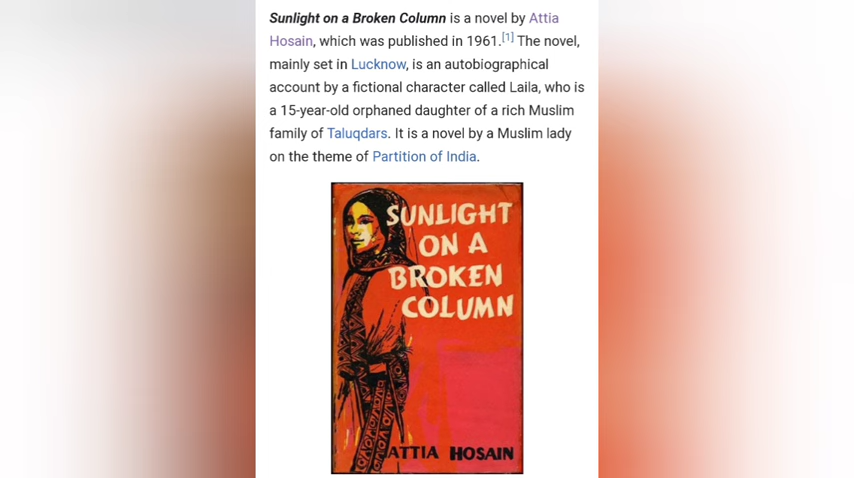 Sunlight on a Broken Column is a novel by Attia
Hosain, which was published in 1961.[1] The novel,
mainly set in Lucknow, is an autobiographical
account by a fictional character called Laila, who is
a 15-year-old orphaned daughter of a rich Muslim
family of Taluqdars. It is a novel by a Muslim lady
on the theme of Partition of India.
SUNLIGHT
ON A
BROKEN
COLUMN
ATTIA HOSAIN